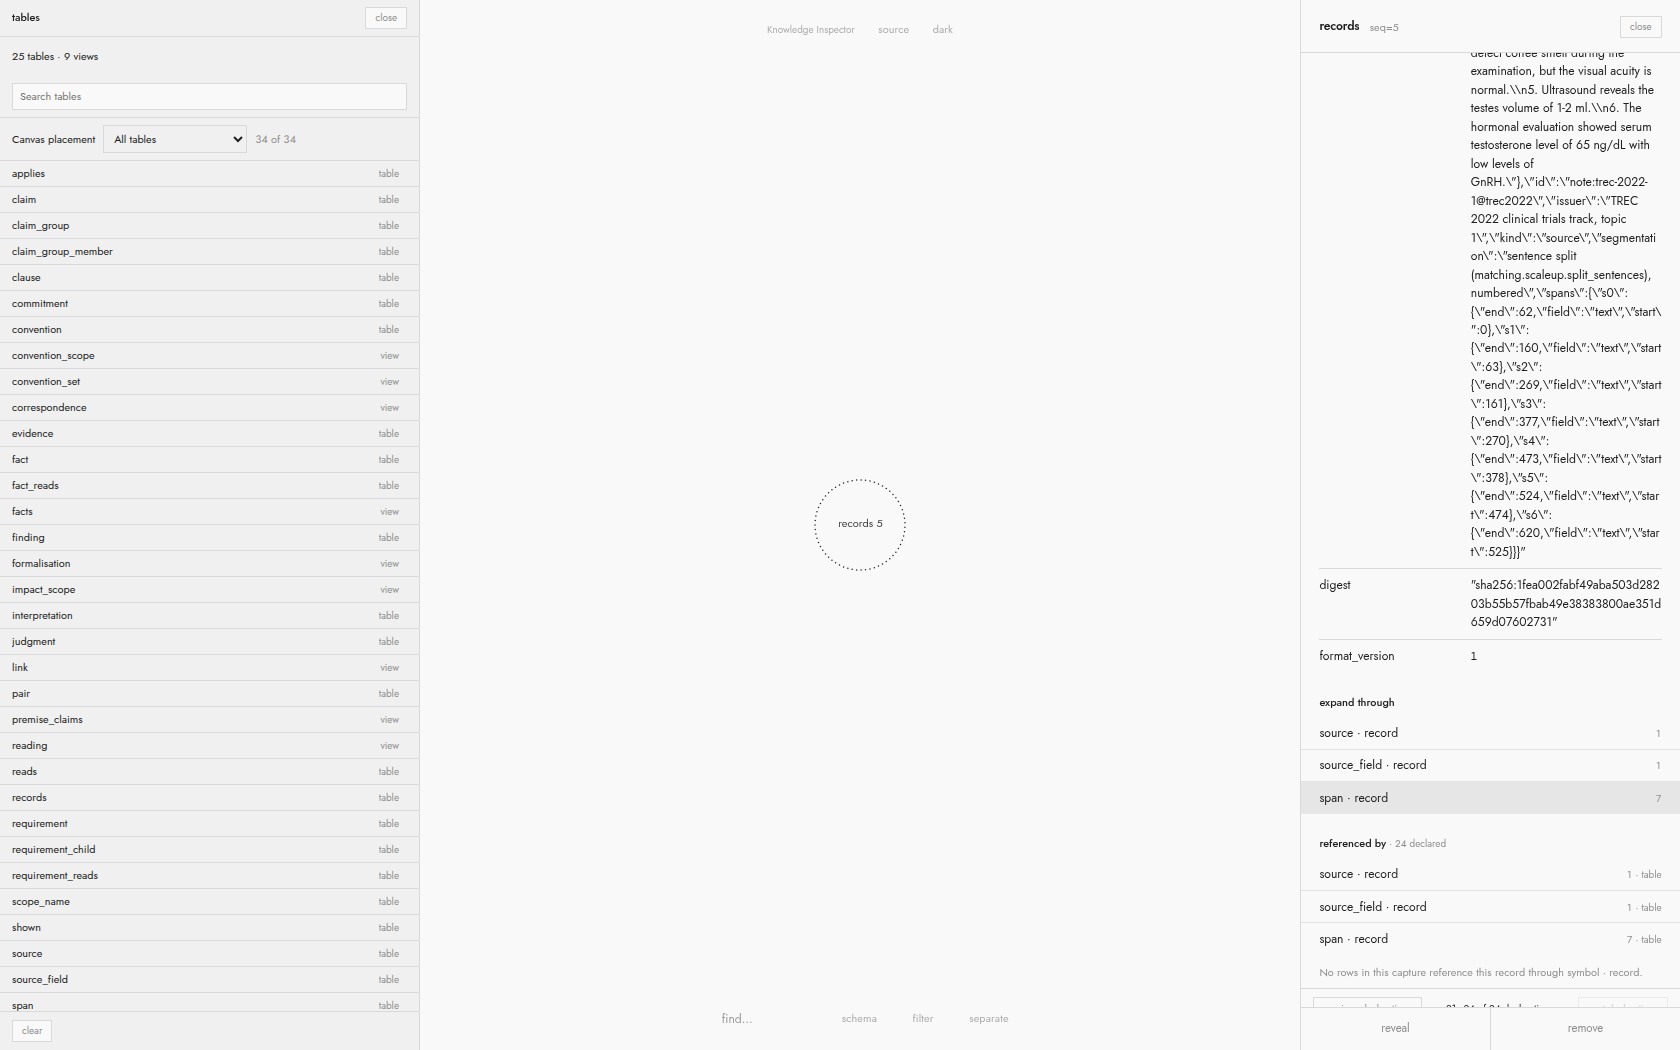 tables
close
25 tables · 9 views
Search tables
Canvas placement
All tables
34 of 34
applies table
claim table
claim_group table
claim_group_member table
clause table
commitment table
convention table
convention_scope view
convention_set view
correspondence view
evidence table
fact table
fact_reads table
facts view
finding table
formalisation view
impact_scope view
interpretation table
judgment table
link view
pair table
premise_claims view
reading view
reads table
records table
requirement table
requirement_child table
requirement_reads table
scope_name table
shown table
source table
source_field table
span table
clear
Knowledge Inspector
source
dark
records 5
find...
schema
filter
separate
records seq=5
close
detect coffee smell during the
examination, but the visual acuity is
normal.\\n5. Ultrasound reveals the
testes volume of 1-2 ml.\\n6. The
hormonal evaluation showed serum
testosterone level of 65 ng/dL with
low levels of
GnRH.\"},\"id\":\"note:trec-2022-
1@trec2022\",\"issuer\":\"TREC
2022 clinical trials track, topic
1\",\"kind\":\"source\",\"segmentati
on\":\"sentence split
(matching.scaleup.split_sentences),
numbered\",\"spans\":{\"s0\":
{\"end\":62,\"field\":\"text\",\"start\
":0},\"s1\":
{\"end\":160,\"field\":\"text\",\"start
\":63},\"s2\":
{\"end\":269,\"field\":\"text\",\"start
\":161},\"s3\":
{\"end\":377,\"field\":\"text\",\"start
\":270},\"s4\":
{\"end\":473,\"field\":\"text\",\"start
\":378},\"s5\":
{\"end\":524,\"field\":\"text\",\"star
t\":474},\"s6\":
{\"end\":620,\"field\":\"text\",\"star
t\":525}}}"
digest
"sha256:1fea002fabf49aba503d282
03b55b57fbab49e38383800ae351d
659d07602731"
format_version 1
expand through
source · record 1
source_field · record 1
span · record 7
referenced by · 24 declared
source · record 1 · table
source_field · record 1 · table
span · record 7 · table
No rows in this capture reference this record through symbol · record.
reveal
remove